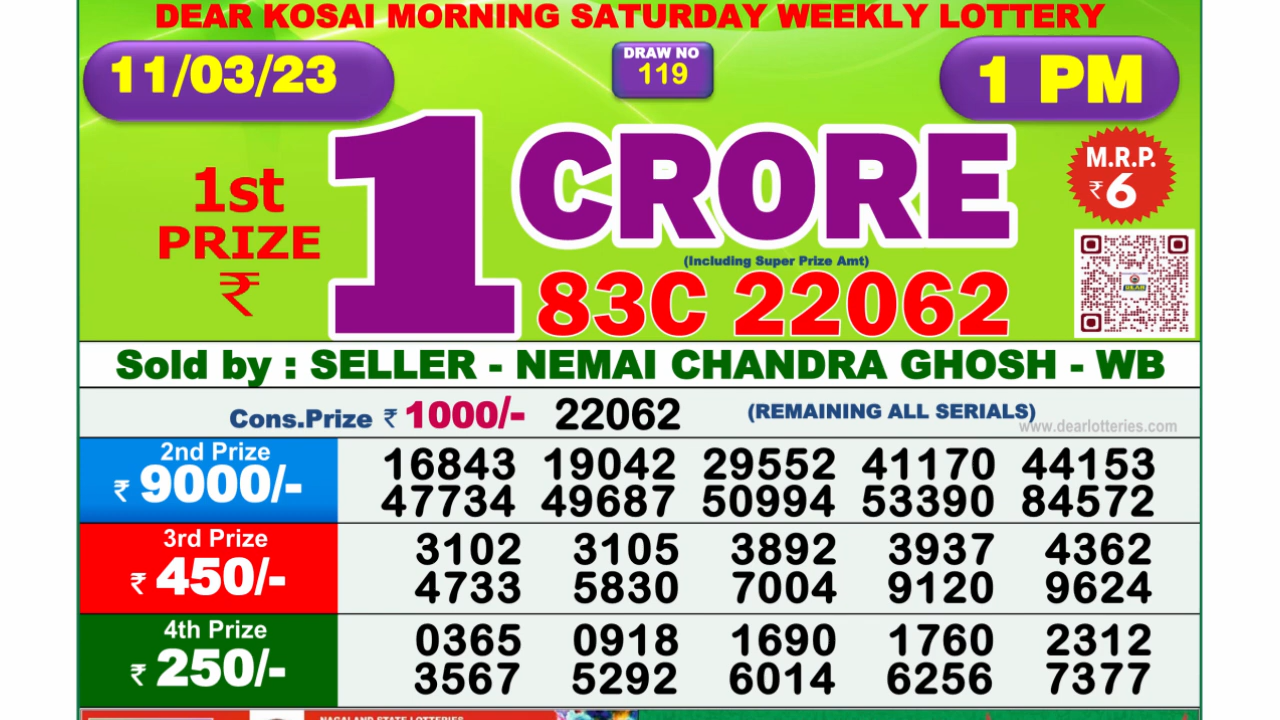 DEAR KOSAI MORNING SATURDAY WEEKLY LOTTERY
11/03/23
DRAW NO
119
1 PM
1st
PRIZE
₹
1 CRORE
(Including Super Prize Amt)
83C 22062
M.R.P.
₹6
DEAR
Sold by : SELLER - NEMAI CHANDRA GHOSH - WB
Cons.Prize ₹ 1000/- 22062 (REMAINING ALL SERIALS)
www.dearlotteries.com
2nd Prize
₹ 9000/-
16843 19042 29552 41170 44153
47734 49687 50994 53390 84572
3rd Prize
₹ 450/-
3102 3105 3892 3937 4362
4733 5830 7004 9120 9624
4th Prize
₹ 250/-
0365 0918 1690 1760 2312
3567 5292 6014 6256 7377
NAGALAND STATE LOTTERIES